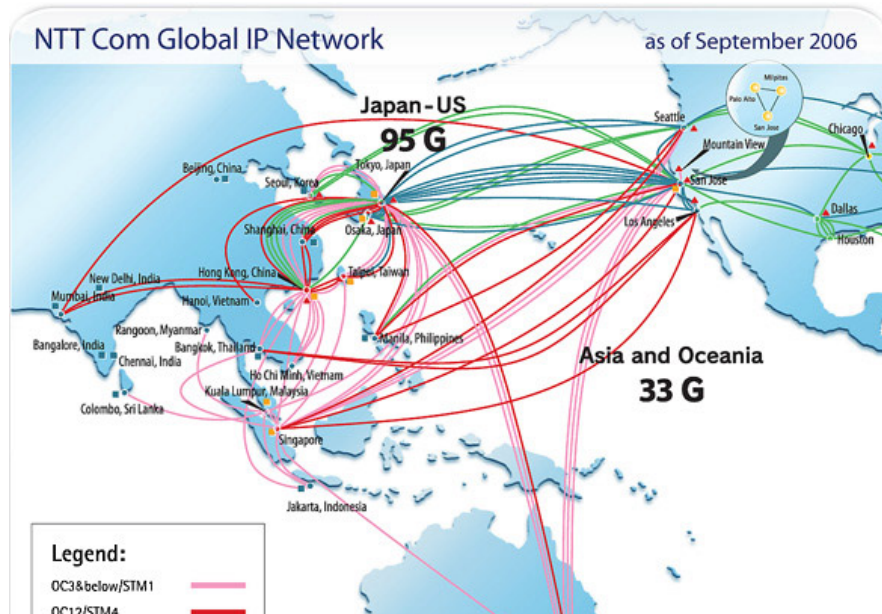 NTT Com Global IP Network
as of September 2006
Japan-US
95 G
Milpitas
Palo Alto
San Jose
Seattle
Chicago
Mountain View
Tokyo, Japan
Beijing, China
Seoul, Korea
San Jose
Dallas
Los Angeles
Osaka, Japan
Shanghai, China
Houston
Hong Kong, China
Taipei, Taiwan
New Delhi, India
Mumbai, India
Hanoi, Vietnam
Rangoon, Myanmar
Manila, Philippines
Bangalore, India
Bangkok, Thailand
Asia and Oceania
33 G
Chennai, India
Ho Chi Minh, Vietnam
Kuala Lumpur, Malaysia
Colombo, Sri Lanka
Singapore
Jakarta, Indonesia
Legend:
OC3&below/STM1
OC12/STM4